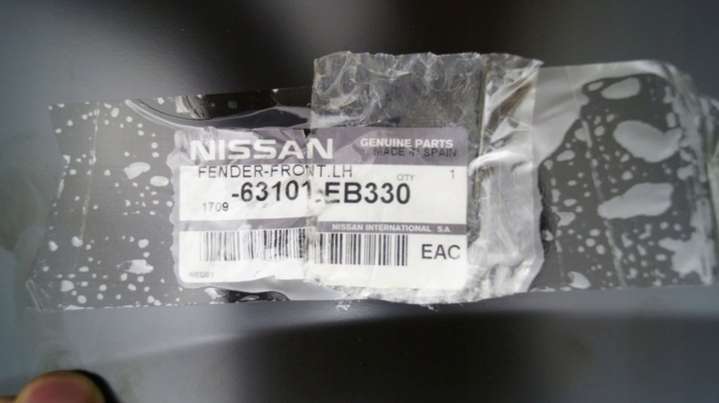 NISSAN GENUINE PARTS
MADE IN SPAIN
FENDER-FRONT.LH QTY 1
-63101-EB330
1709
NISSAN INTERNATIONAL S.A.
EAC